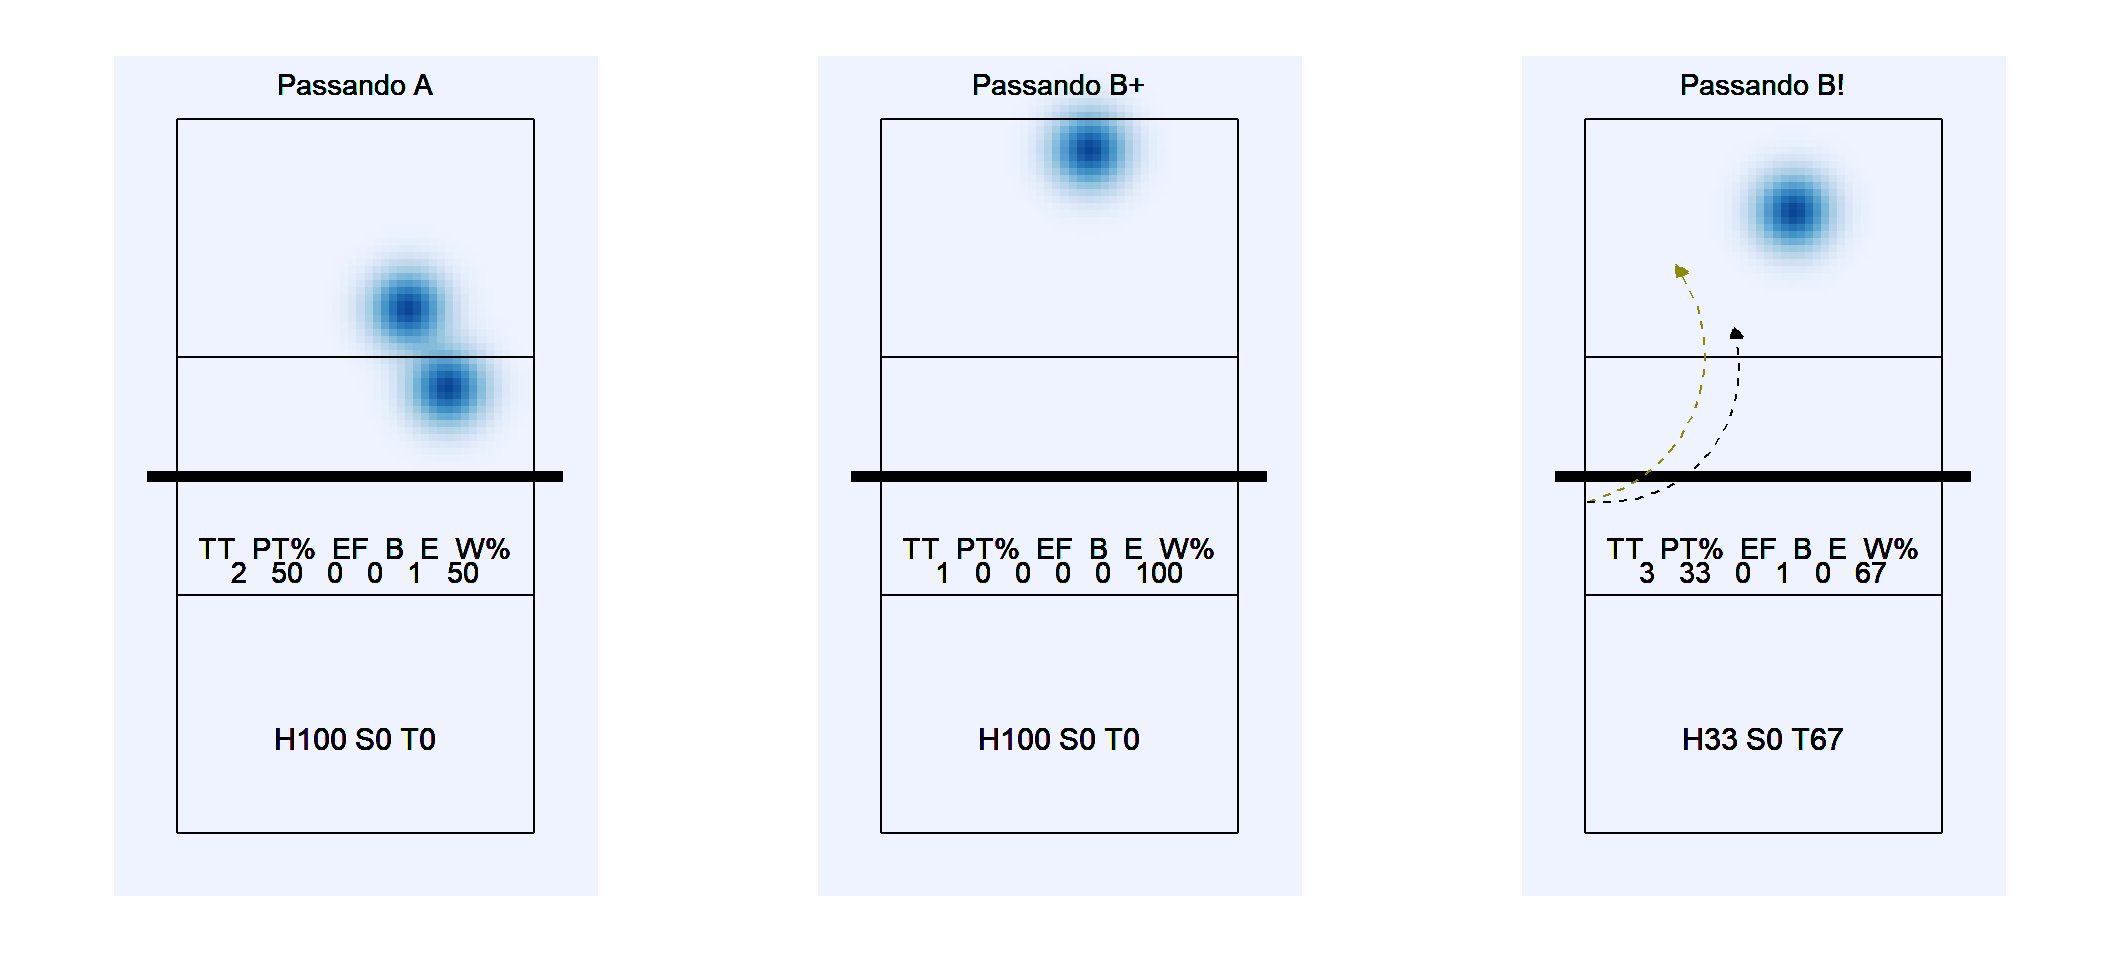 Passando A
TT PT% EF B E W%
2 50 0 0 1 50
H100 S0 T0
Passando B+
TT PT% EF B E W%
1 0 0 0 0 100
H100 S0 T0
Passando B!
TT PT% EF B E W%
3 33 0 1 0 67
H33 S0 T67